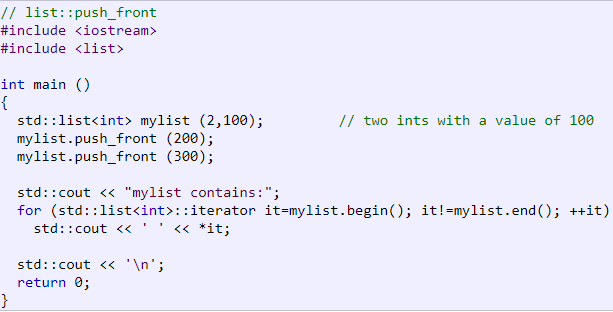 // list::push_front
#include <iostream>
#include <list>
int main ()
{
  std::list<int> mylist (2,100);         // two ints with a value of 100
  mylist.push_front (200);
  mylist.push_front (300);
  std::cout << "mylist contains:";
  for (std::list<int>::iterator it=mylist.begin(); it!=mylist.end(); ++it)
    std::cout << ' ' << *it;
  std::cout << '\n';
  return 0;
}